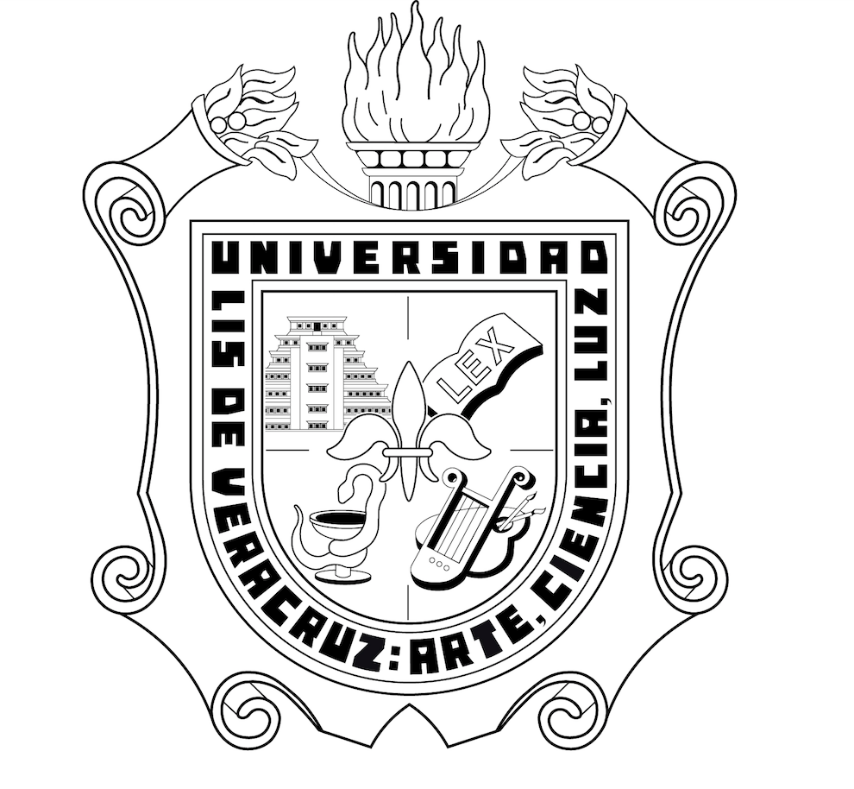 UNIVERSIDAD
LIS DE VERACRUZ: ARTE, CIENCIA, LUZ
LEX